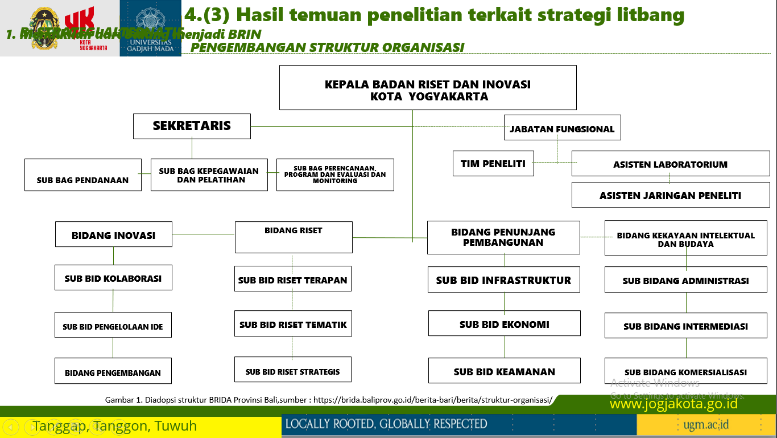 4.(3) Hasil temuan penelitian terkait strategi litbang
menjadi BRIN
PENGEMBANGAN STRUKTUR ORGANISASI
KOTA
YOGYAKARTA
UNIVERSITAS
GADJAH MADA
KEPALA BADAN RISET DAN INOVASI
KOTA YOGYAKARTA
SEKRETARIS
JABATAN FUNGSIONAL
SUB BAG PENDANAAN
SUB BAG KEPEGAWAIAN
DAN PELATIHAN
SUB BAG PERENCANAAN,
PROGRAM DAN EVALUASI DAN
MONITORING
TIM PENELITI
ASISTEN LABORATORIUM
ASISTEN JARINGAN PENELITI
BIDANG INOVASI
BIDANG RISET
BIDANG PENUNJANG
PEMBANGUNAN
BIDANG KEKAYAAN INTELEKTUAL
DAN BUDAYA
SUB BID KOLABORASI
SUB BID RISET TERAPAN
SUB BID INFRASTRUKTUR
SUB BIDANG ADMINISTRASI
SUB BID PENGELOLAAN IDE
SUB BID RISET TEMATIK
SUB BID EKONOMI
SUB BIDANG INTERMEDIASI
BIDANG PENGEMBANGAN
SUB BID RISET STRATEGIS
SUB BID KEAMANAN
SUB BIDANG KOMERSIALISASI
Activate Windows
Gambar 1. Diadopsi struktur BRIDA Provinsi Bali,sumber : https://brida.baliprov.go.id/berita-bari/berita/struktur-organisasi/
www.jogjakota.go.id
Tanggap, Tanggon, Tuwuh
LOCALLY ROOTED, GLOBALLY RESPECTED
ugm.ac.id